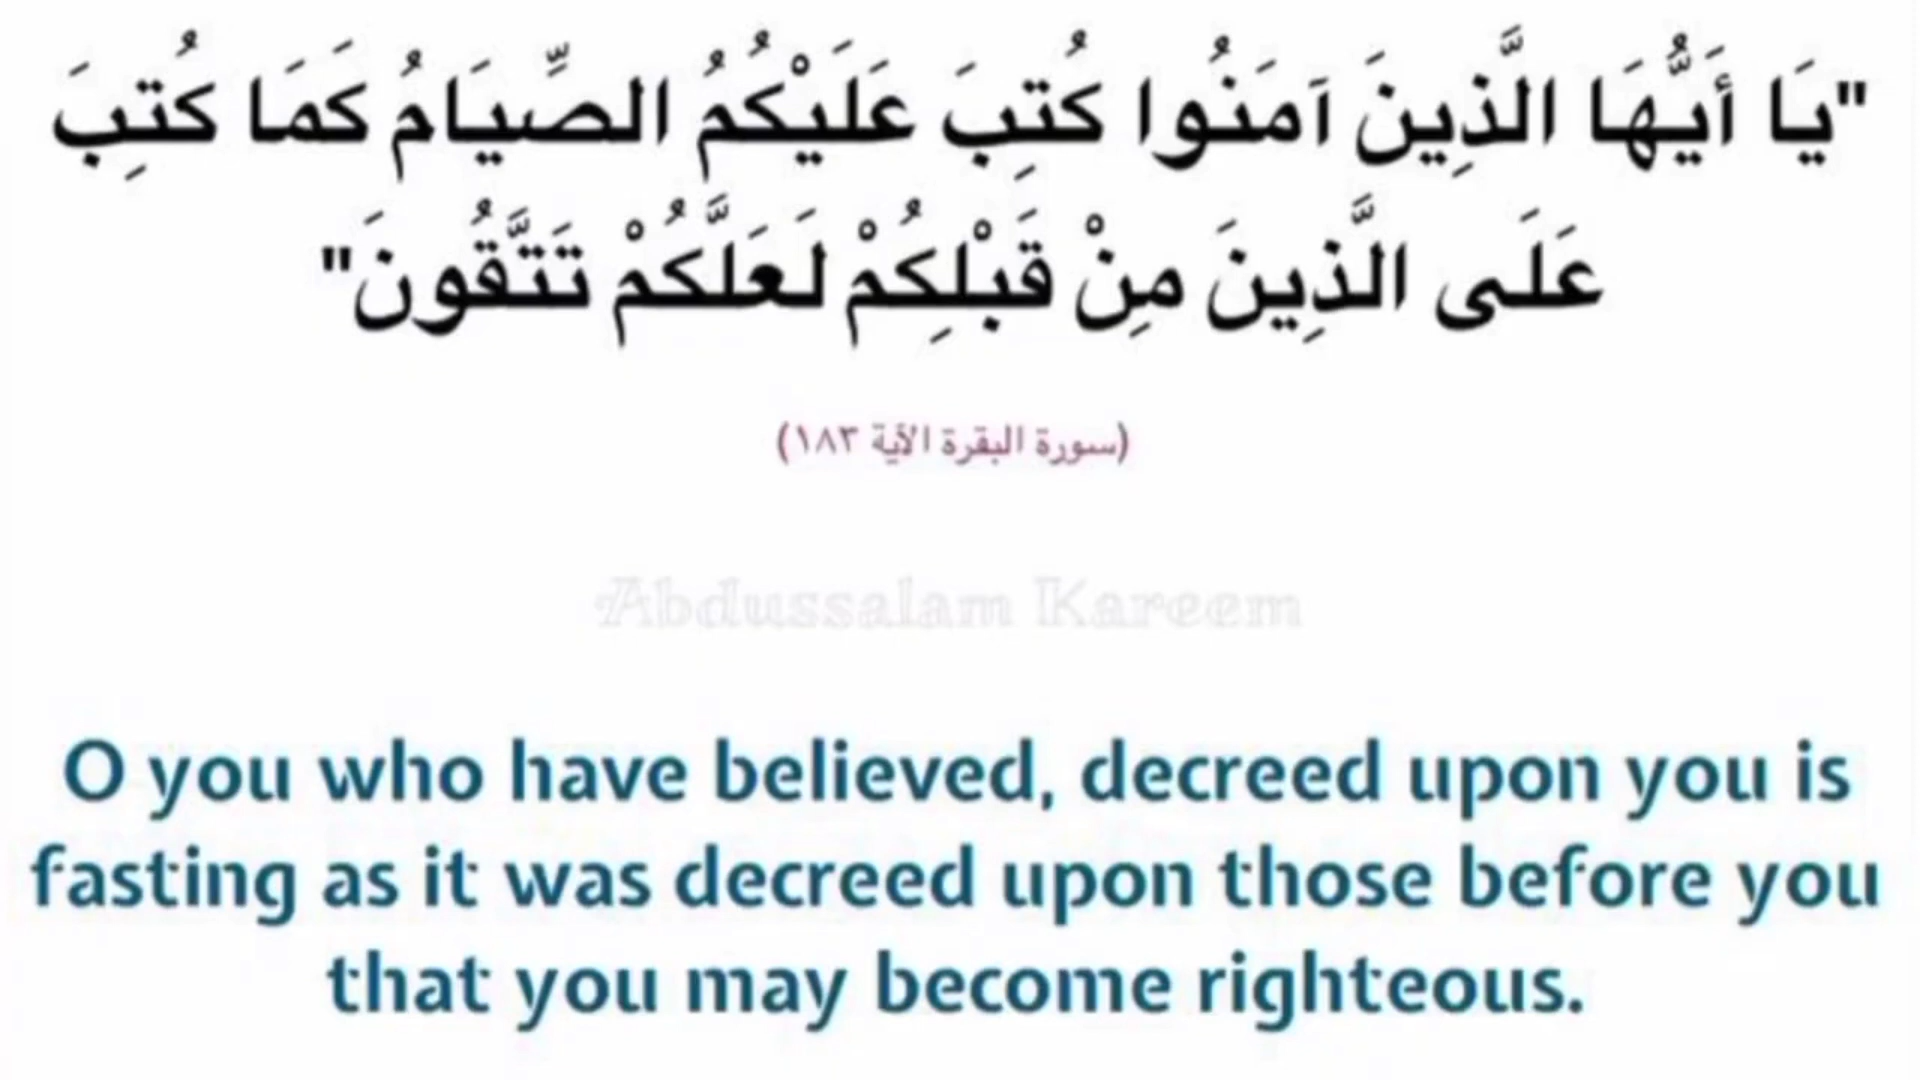 "يَا أَيُّهَا الَّذِينَ آمَنُوا كُتِبَ عَلَيْكُمُ الصِّيَامُ كَمَا كُتِبَ
عَلَى الَّذِينَ مِنْ قَبْلِكُمْ لَعَلَّكُمْ تَتَّقُونَ"
(سورة البقرة الآية ١٨٣)
Abdussalam Kareem
O you who have believed, decreed upon you is
fasting as it was decreed upon those before you
that you may become righteous.